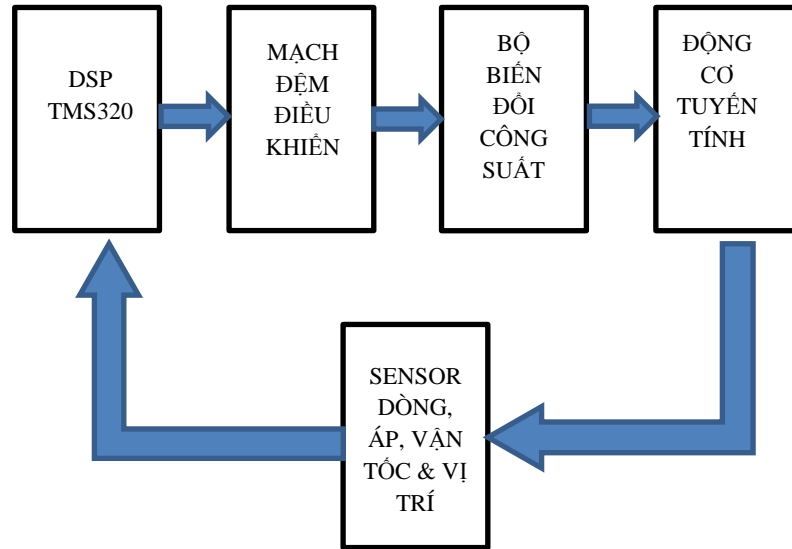 DSP
TMS320
MẠCH
ĐỆM
ĐIỀU
KHIỂN
BỘ
BIẾN
ĐỔI
CÔNG
SUẤT
ĐỘNG
CƠ
TUYẾN
TÍNH
SENSOR
DÒNG,
ÁP, VẬN
TỐC & VỊ
TRÍ